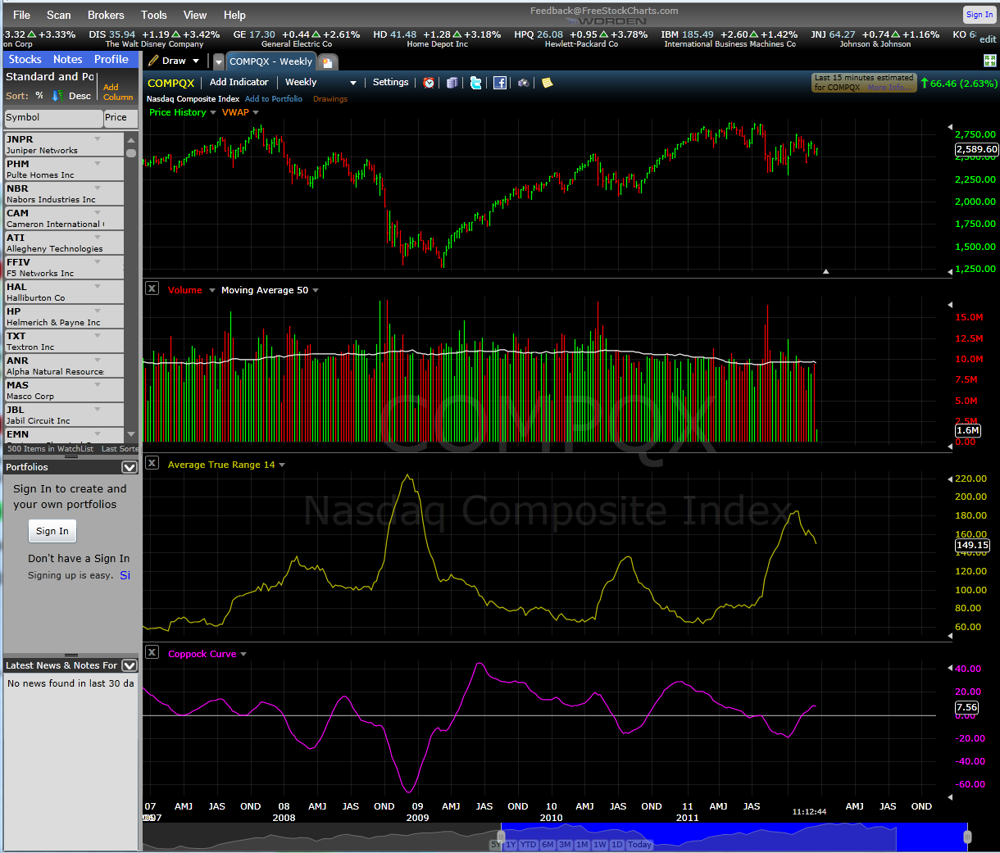 File Scan Brokers Tools View Help
Feedback@FreeStockCharts.com
WORDEN
Sign In
3.32 +3.33% DIS 35.94 +1.19 +3.42% GE 17.30 +0.44 +2.61% HD 41.48 +1.28 +3.18% HPQ 26.08 +0.95 +3.78% IBM 185.49 +2.60 +1.42% JNJ 64.27 +0.74 +1.16% KO
on Corp The Walt Disney Company General Electric Co Home Depot Inc Hewlett-Packard Co International Business Machines Co Johnson & Johnson edit
Stocks Notes Profile
Standard and Po
Sort: % Desc Add Column
Symbol Price
JNPR
Juniper Networks
PHM
Pulte Homes Inc
NBR
Nabors Industries Inc
CAM
Cameron International
ATI
Allegheny Technologies
FFIV
F5 Networks Inc
HAL
Halliburton Co
HP
Helmerich & Payne Inc
TXT
Textron Inc
ANR
Alpha Natural Resource
MAS
Masco Corp
JBL
Jabil Circuit Inc
EMN
500 Items in WatchList Last Sorte
Portfolios
Sign In to create and
your own portfolios
Sign In
Don't have a Sign In
Signing up is easy. Si
Latest News & Notes For
No news found in last 30 da
Draw COMPQX - Weekly
COMPQX Add Indicator Weekly Settings
Last 15 minutes estimated
for COMPQX More Info...
66.46 (2.63%)
Nasdaq Composite Index Add to Portfolio Drawings
Price History VWAP
2,750.00
2,589.60
2,500.00
2,250.00
2,000.00
1,750.00
1,500.00
1,250.00
X Volume Moving Average 50
15.0M
12.5M
10.0M
7.5M
5.0M
2.5M
1.6M
0.00
COMPQX
X Average True Range 14
Nasdaq Composite Index
220.00
200.00
180.00
160.00
149.15
140.00
120.00
100.00
80.00
60.00
X Coppock Curve
40.00
20.00
7.56
0.00
-20.00
-40.00
-60.00
07 AMJ JAS OND 08 AMJ JAS OND 09 AMJ JAS OND 10 AMJ JAS OND 11 AMJ JAS 11:12:44 AMJ JAS OND
2007 2008 2009 2010 2011
5Y 1Y YTD 6M 3M 1M 1W 1D Today